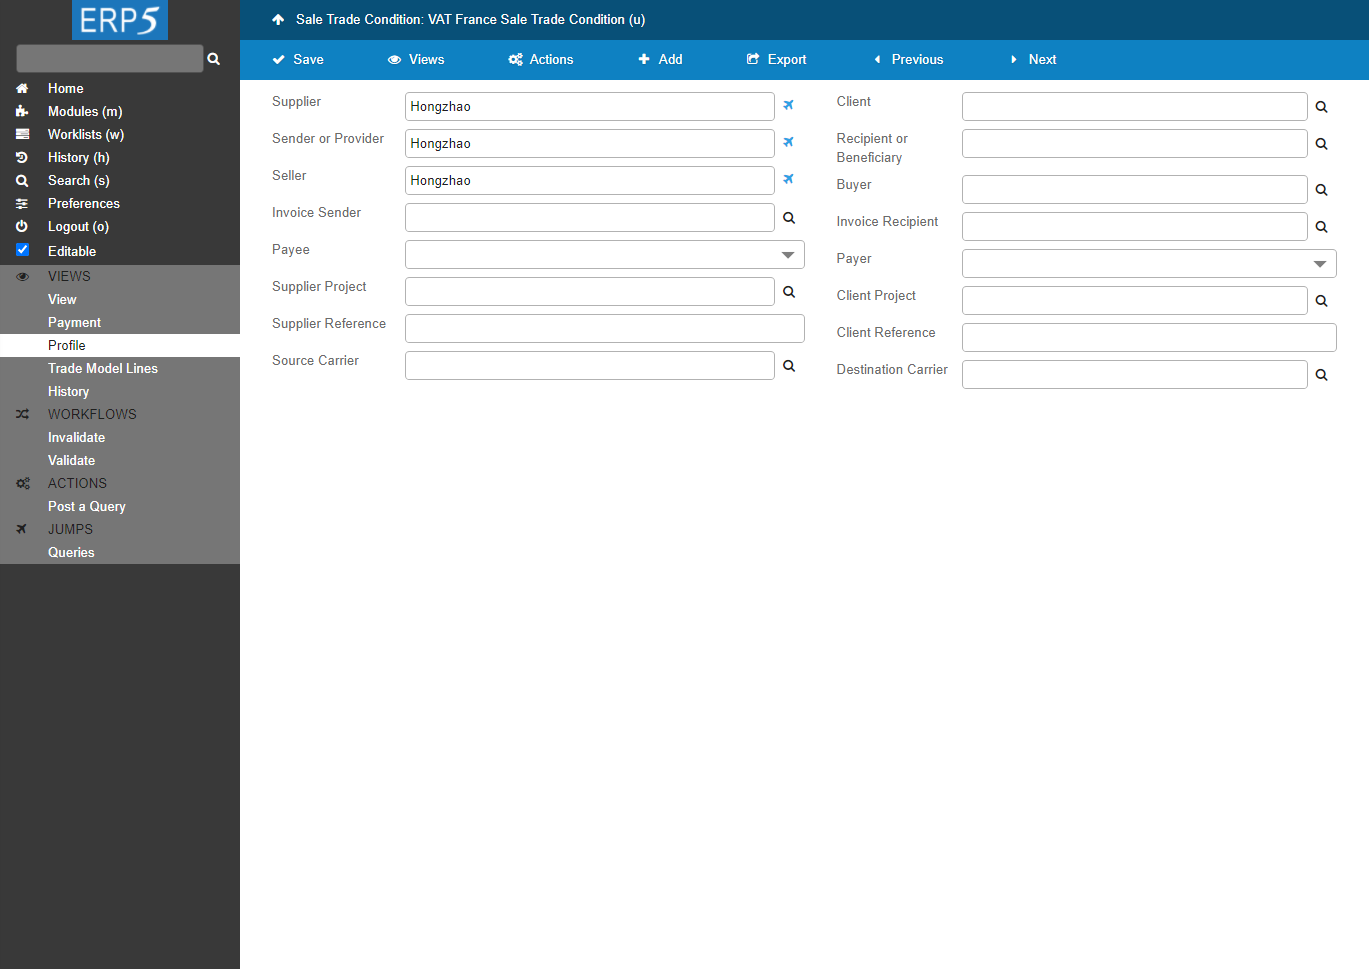 ERP5
Home
Modules (m)
Worklists (w)
History (h)
Search (s)
Preferences
Logout (o)
Editable
VIEWS
View
Payment
Profile
Trade Model Lines
History
WORKFLOWS
Invalidate
Validate
ACTIONS
Post a Query
JUMPS
Queries
Sale Trade Condition: VAT France Sale Trade Condition (u)
Save Views Actions Add Export Previous Next
Supplier Hongzhao
Sender or Provider Hongzhao
Seller Hongzhao
Invoice Sender
Payee
Supplier Project
Supplier Reference
Source Carrier
Client
Recipient or
Beneficiary
Buyer
Invoice Recipient
Payer
Client Project
Client Reference
Destination Carrier